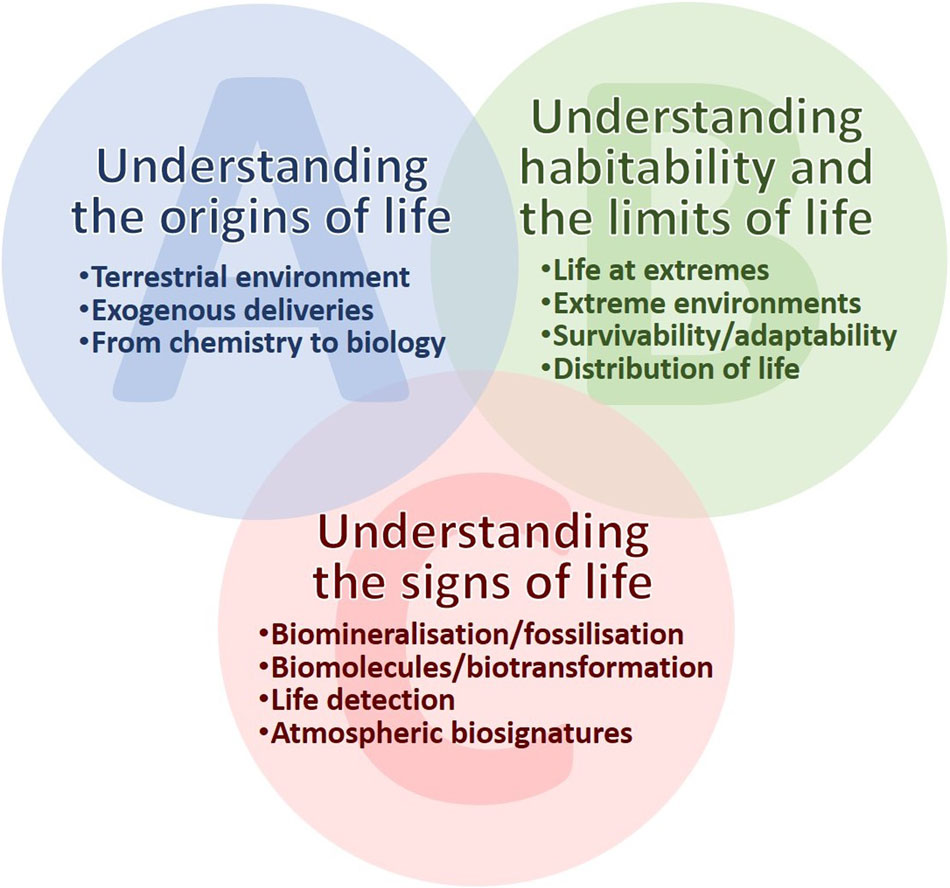 A
Understanding
the origins of life
•Terrestrial environment
•Exogenous deliveries
•From chemistry to biology
B
Understanding
habitability and
the limits of life
•Life at extremes
•Extreme environments
•Survivability/adaptability
•Distribution of life
C
Understanding
the signs of life
•Biomineralisation/fossilisation
•Biomolecules/biotransformation
•Life detection
•Atmospheric biosignatures